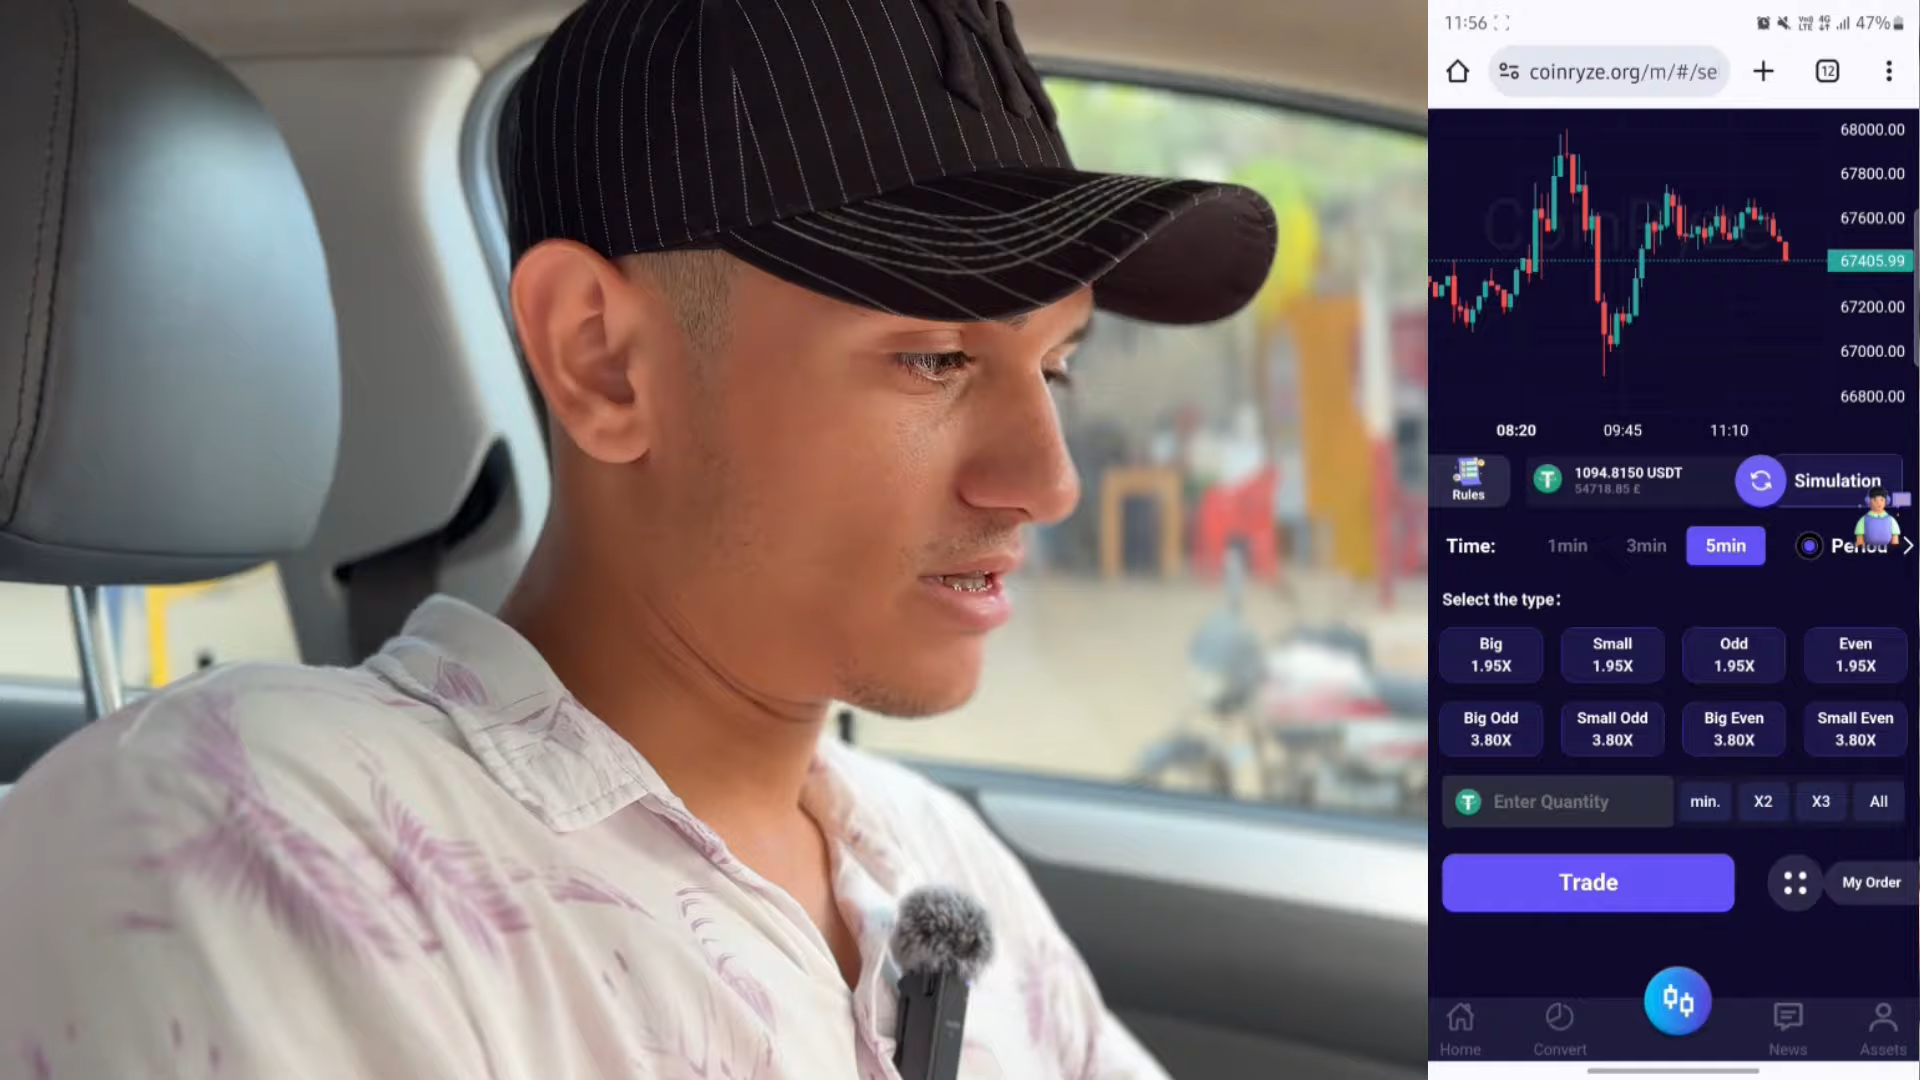 11:56
47%
coinryze.org/m/#/se
12
68000.00
67800.00
67600.00
67405.99
67200.00
67000.00
66800.00
08:20 09:45 11:10
Rules
1094.8150 USDT
54718.85 £
Simulation
Time: 1min 3min 5min
Select the type:
Big Small Odd Even
1.95X 1.95X 1.95X 1.95X
Big Odd Small Odd Big Even Small Even
3.80X 3.80X 3.80X 3.80X
Enter Quantity min. X2 X3 All
Trade My Order
Home Convert News Assets